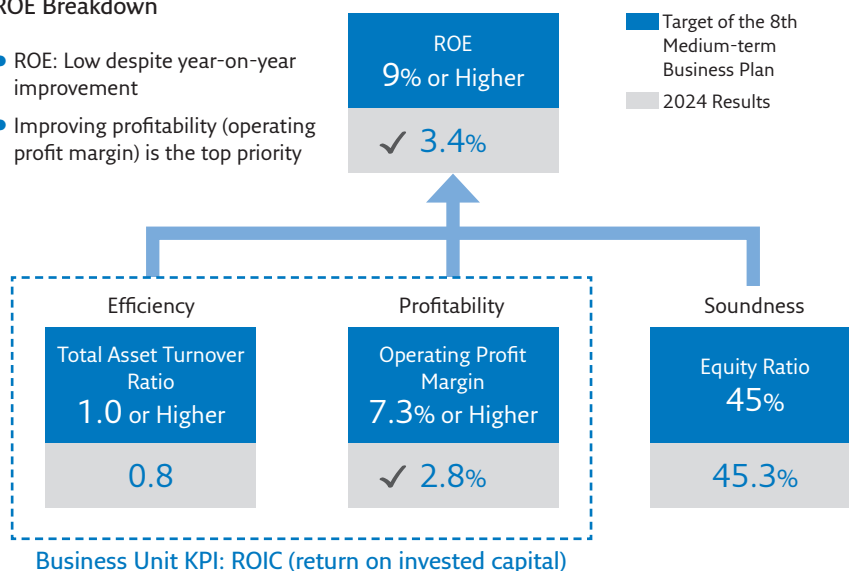 ROE Breakdown
• ROE: Low despite year-on-year
improvement
• Improving profitability (operating
profit margin) is the top priority
ROE
9% or Higher
✓ 3.4%
Target of the 8th
Medium-term
Business Plan
2024 Results
Efficiency
Total Asset Turnover
Ratio
1.0 or Higher
0.8
Profitability
Operating Profit
Margin
7.3% or Higher
✓ 2.8%
Soundness
Equity Ratio
45%
45.3%
Business Unit KPI: ROIC (return on invested capital)